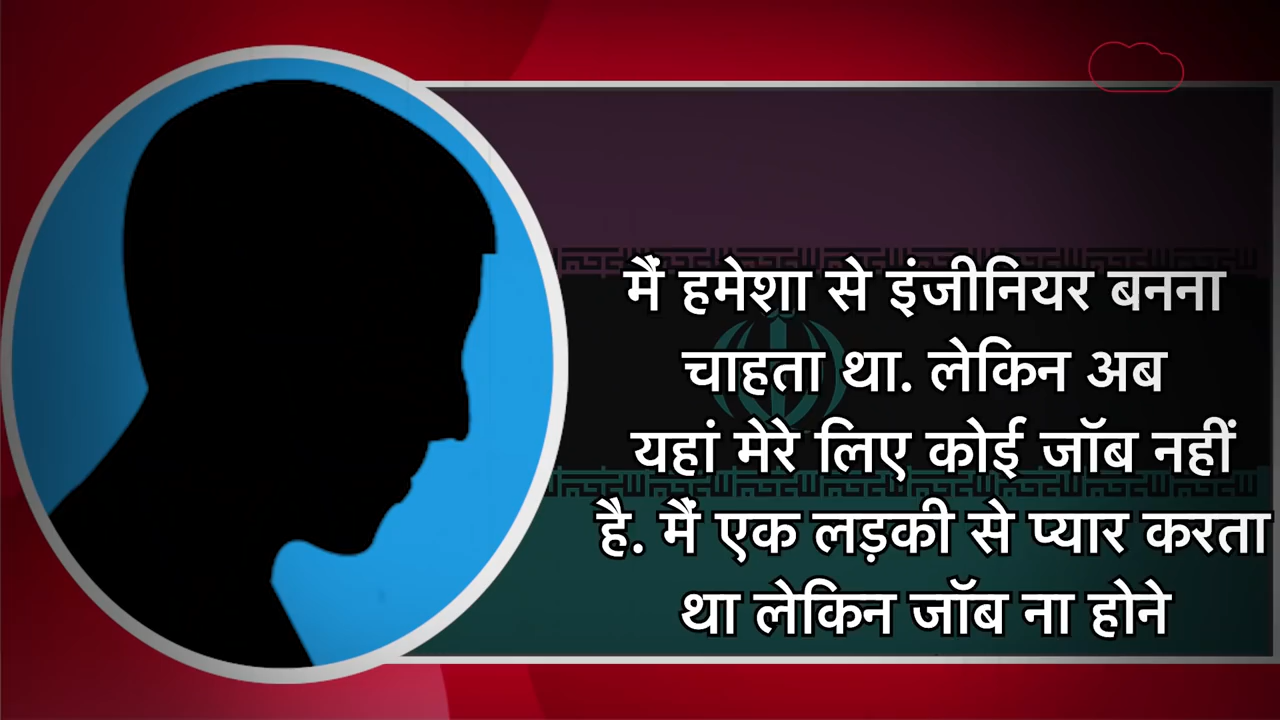 मैं हमेशा से इंजीनियर बनना
चाहता था. लेकिन अब
यहां मेरे लिए कोई जॉब नहीं
है. मैं एक लड़की से प्यार करता
था लेकिन जॉब ना होने